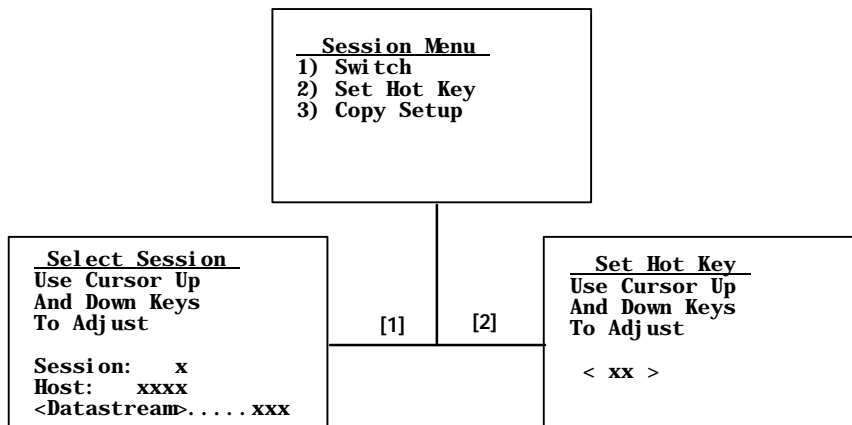 Session Menu
1) Switch
2) Set Hot Key
3) Copy Setup
Select Session
Use Cursor Up
And Down Keys
To Adjust
Session: x
Host: xxxx
<Datastream>.....xxx
[1]
[2]
Set Hot Key
Use Cursor Up
And Down Keys
To Adjust
< xx >